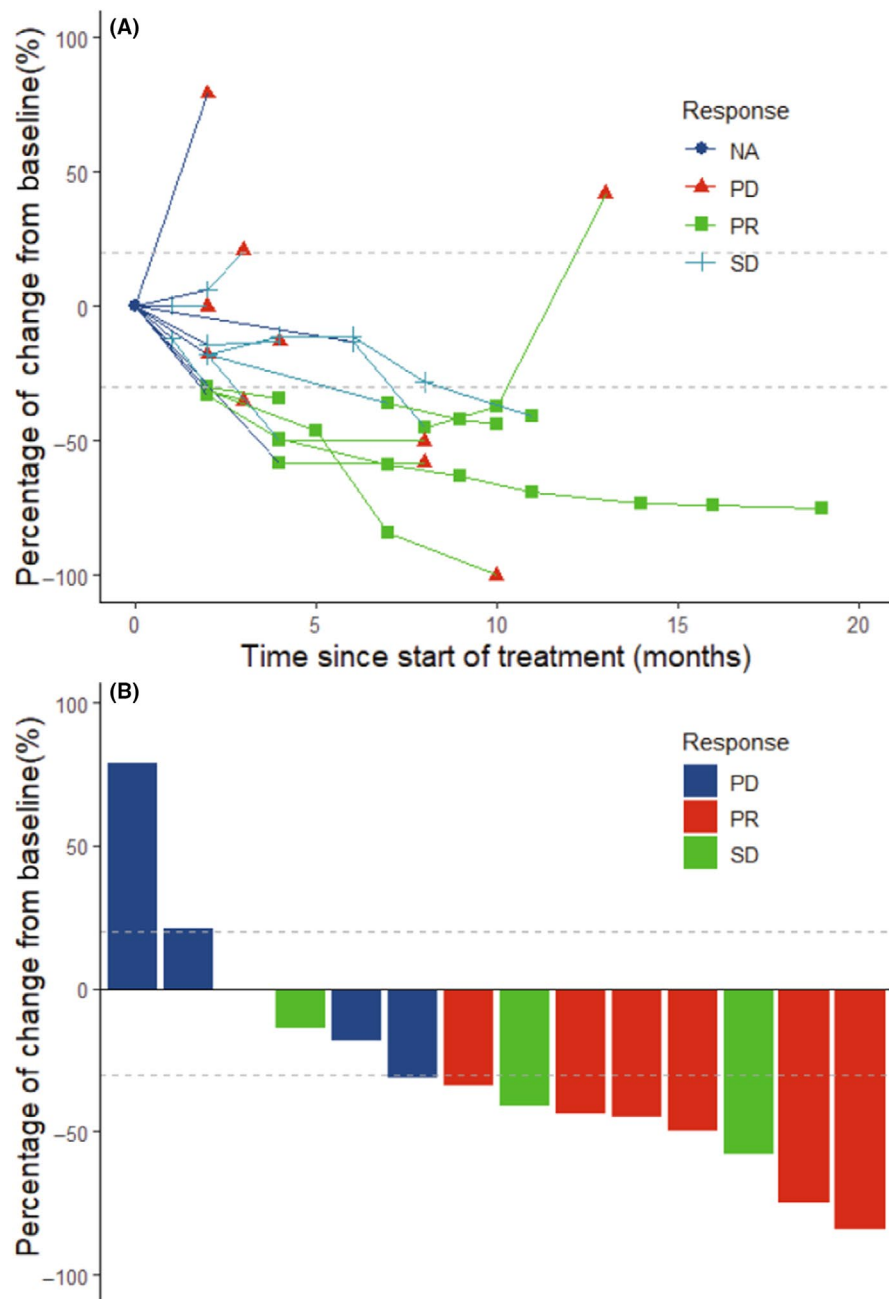 (A)
Percentage of change from baseline(%)
100
50
0
−50
−100
Response
NA
PD
PR
SD
0
5
10
15
20
Time since start of treatment (months)
(B)
Percentage of change from baseline(%)
100
50
0
−50
−100
Response
PD
PR
SD